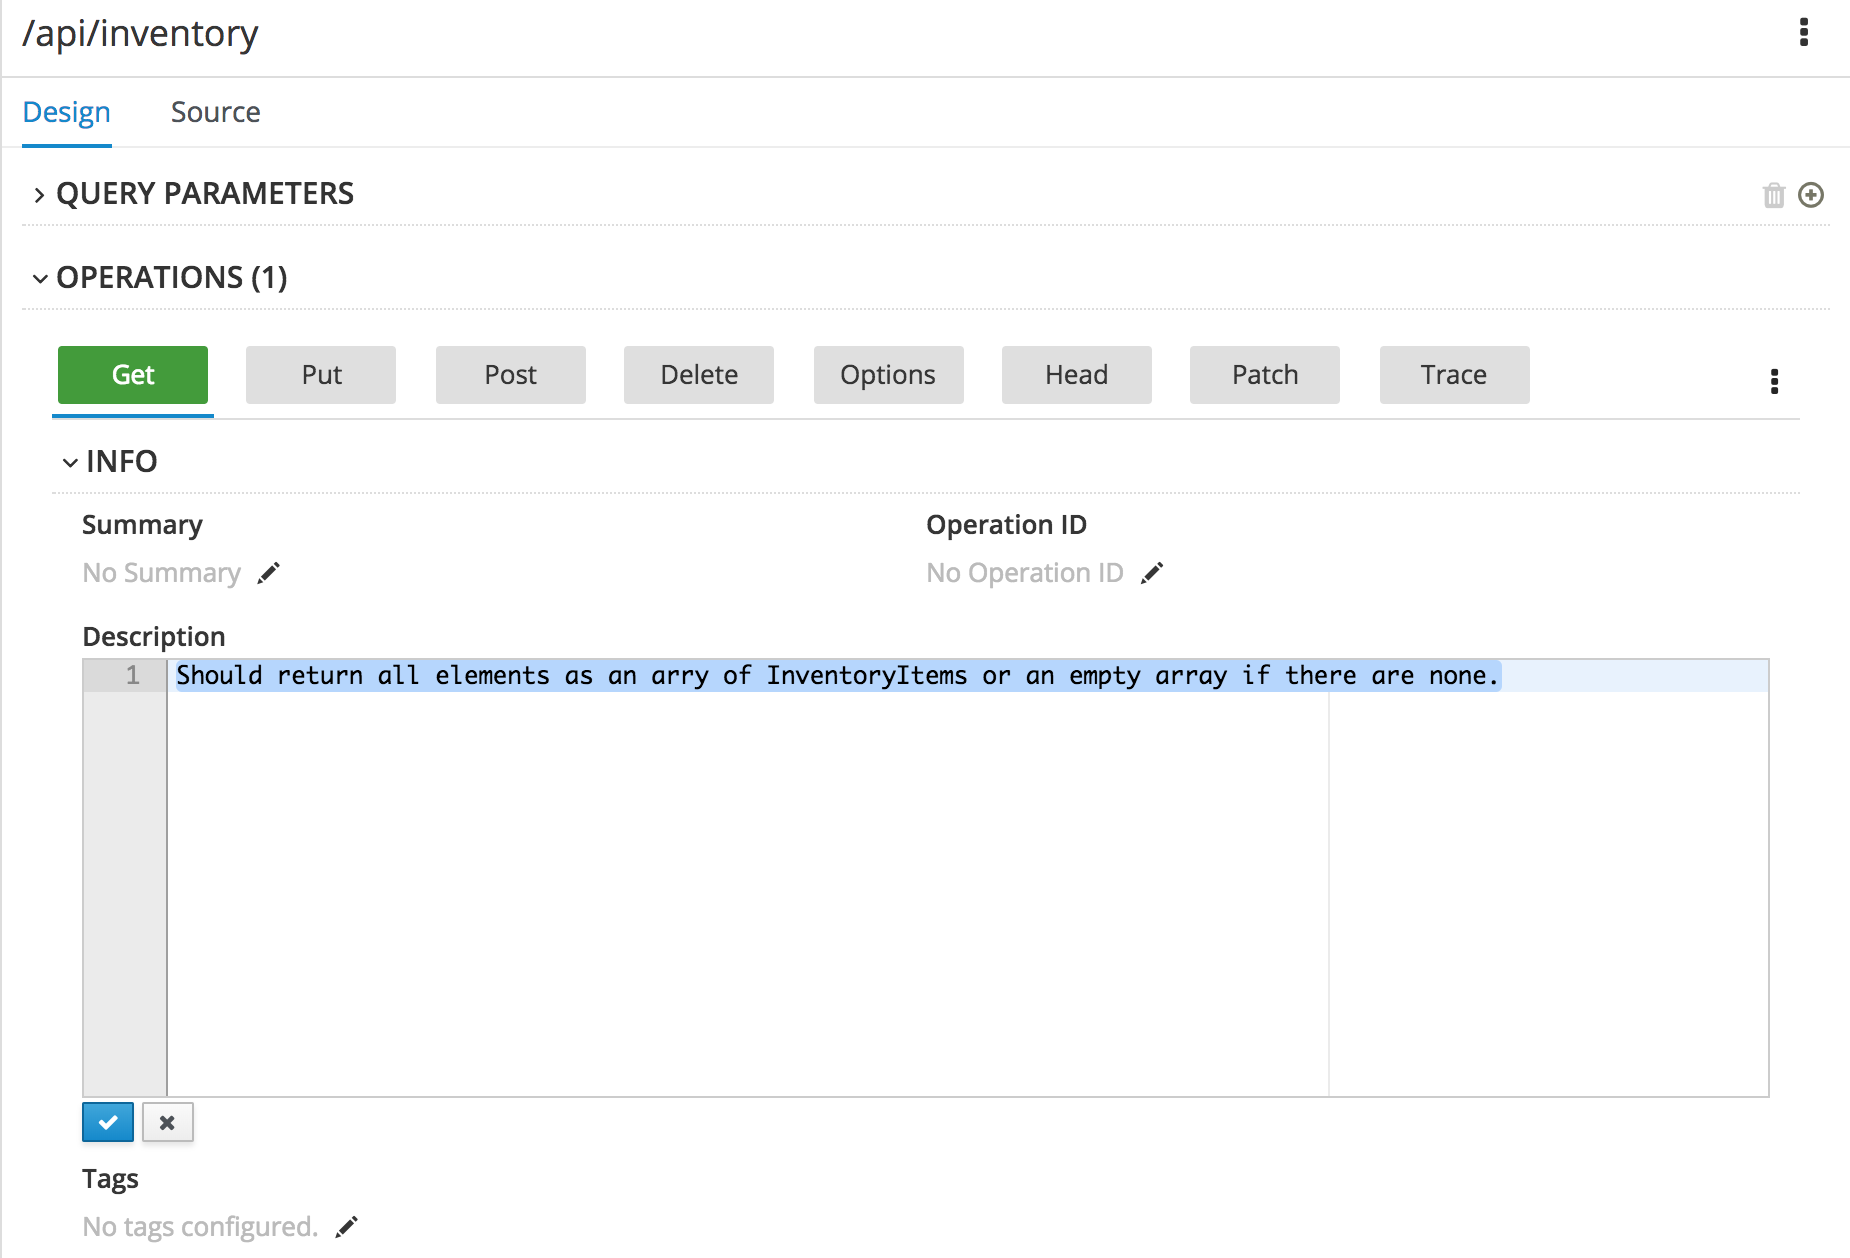 /api/inventory
Design Source
QUERY PARAMETERS
OPERATIONS (1)
Get Put Post Delete Options Head Patch Trace
INFO
Summary Operation ID
No Summary No Operation ID
Description
1 Should return all elements as an arry of InventoryItems or an empty array if there are none.
Tags
No tags configured.